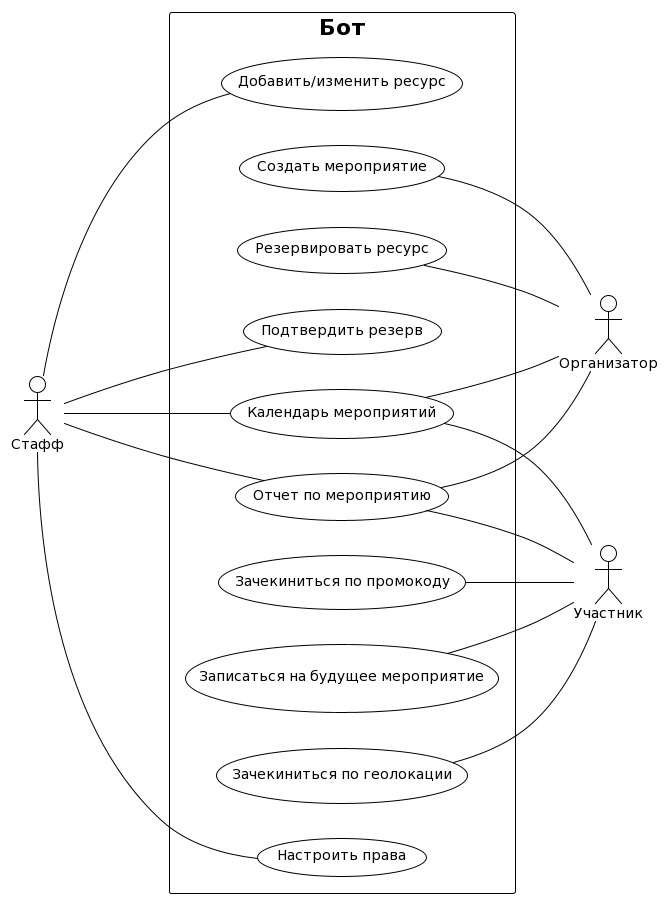 Бот
Добавить/изменить ресурс
Создать мероприятие
Резервировать ресурс
Подтвердить резерв
Организатор
Календарь мероприятий
Стафф
Отчет по мероприятию
Зачекиниться по промокоду
Участник
Записаться на будущее мероприятие
Зачекиниться по геолокации
Настроить права